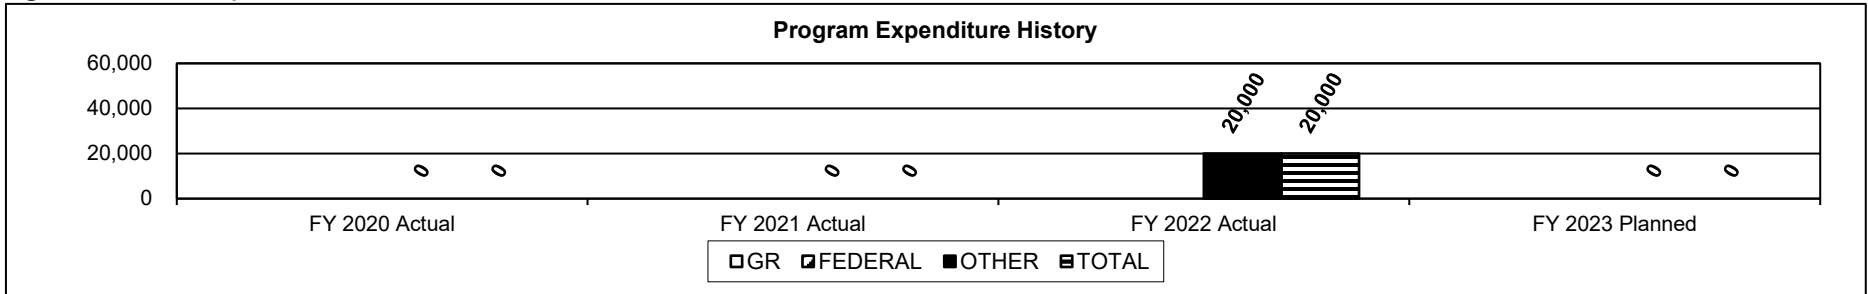 Program Expenditure History
60,000
40,000
20,000
0
20,000 20,000
0 0 0 0 0 0
FY 2020 Actual FY 2021 Actual FY 2022 Actual FY 2023 Planned
GR FEDERAL OTHER TOTAL